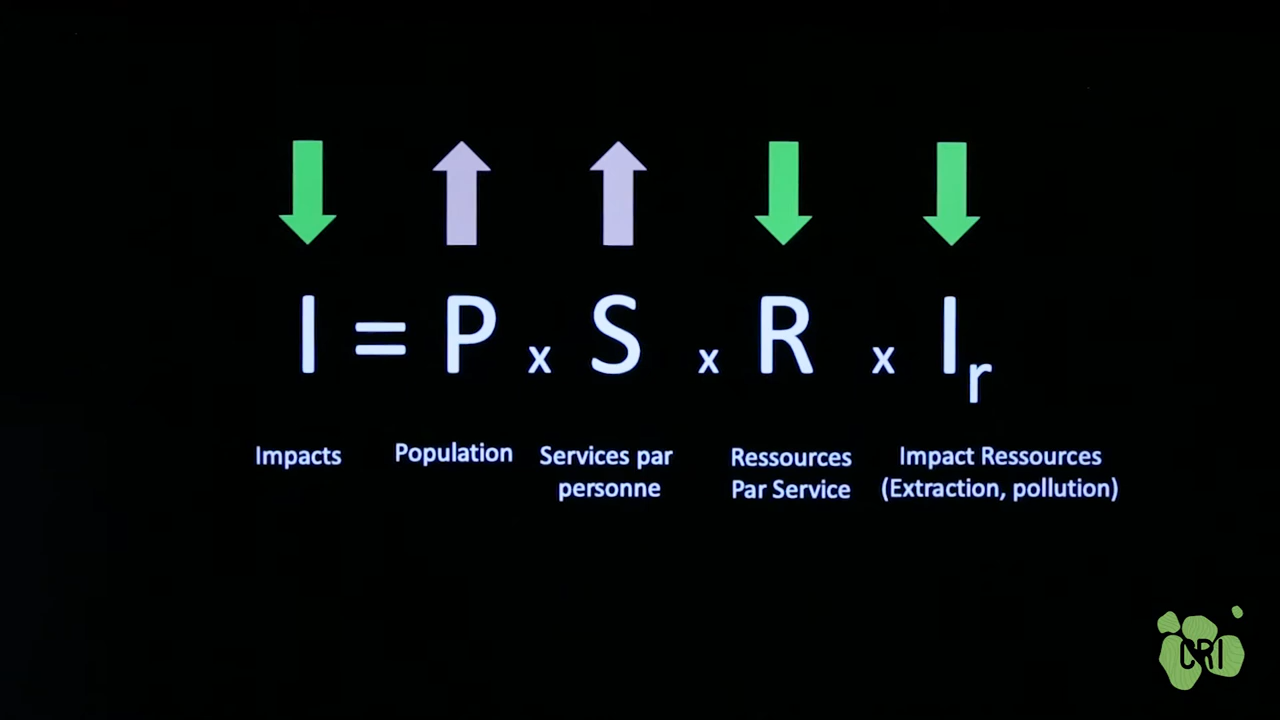 I = P x S x R x Ir
Impacts
Population
Services par
personne
Ressources
Par Service
Impact Ressources
(Extraction, pollution)
CRI